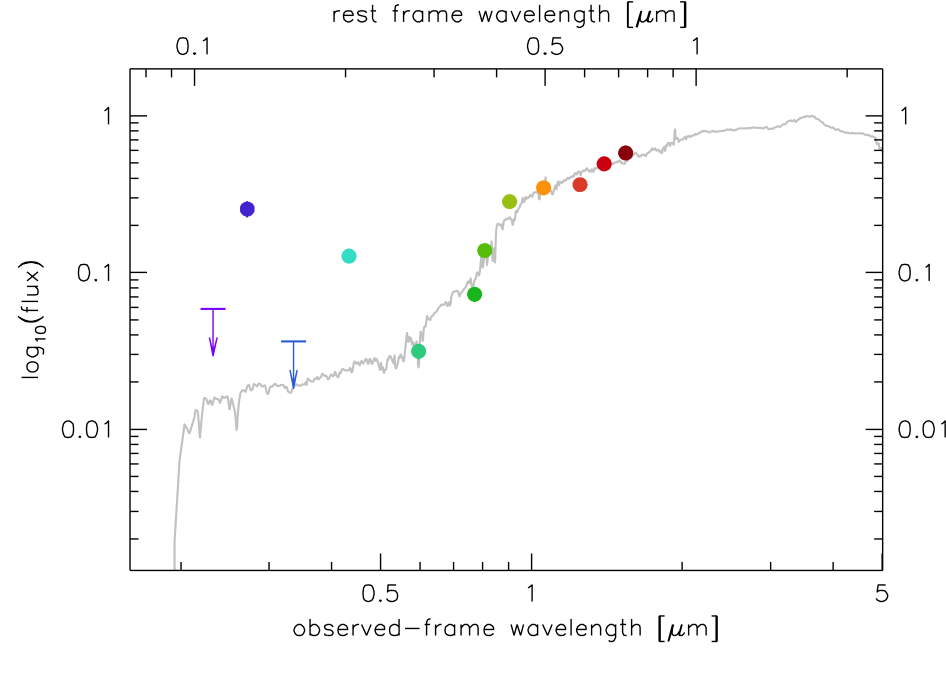 rest frame wavelength [μm]
0.1 0.5 1
1 1
0.1 0.1
0.01 0.01
log10(flux)
0.5 1 5
observed-frame wavelength [μm]